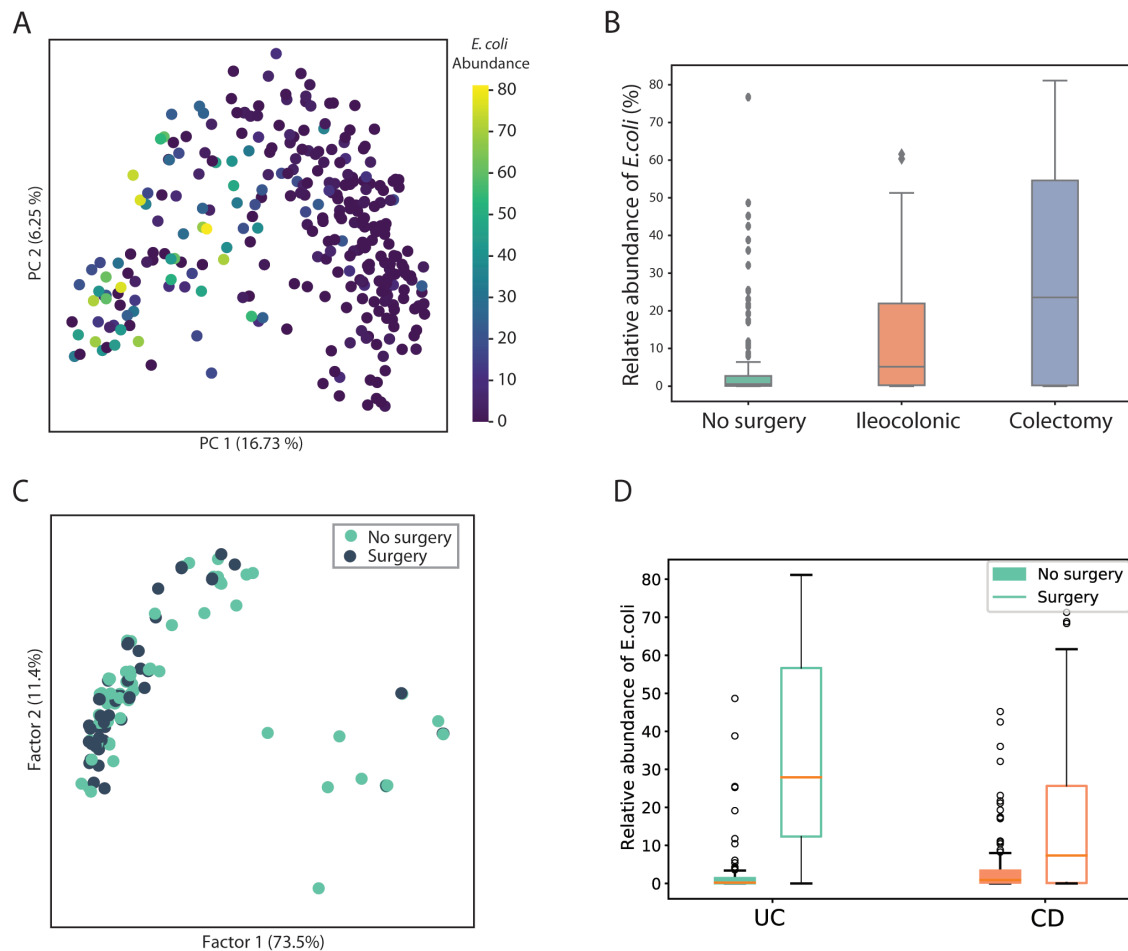 A
E. coli
Abundance
80
70
60
50
40
30
20
10
0
PC 2 (6.25 %)
PC 1 (16.73 %)
B
Relative abundance of E.coli (%)
80
70
60
50
40
30
20
10
0
No surgery
Ileocolonic
Colectomy
C
No surgery
Surgery
Factor 2 (11.4%)
Factor 1 (73.5%)
D
No surgery
Surgery
Relative abundance of E.coli
80
70
60
50
40
30
20
10
0
UC
CD